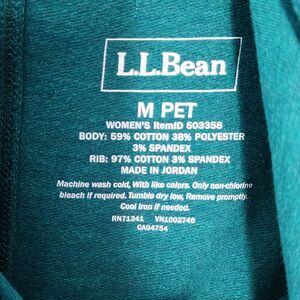 L.L.Bean
M PET
WOMEN'S ItemID 503358
BODY: 59% COTTON 38% POLYESTER
3% SPANDEX
RIB: 97% COTTON 3% SPANDEX
MADE IN JORDAN
Machine wash cold, With like colors. Only non-chlorine
bleach if required. Tumble dry low, Remove promptly.
Cool Iron if needed.
RN71341 VN1002746
CA04754